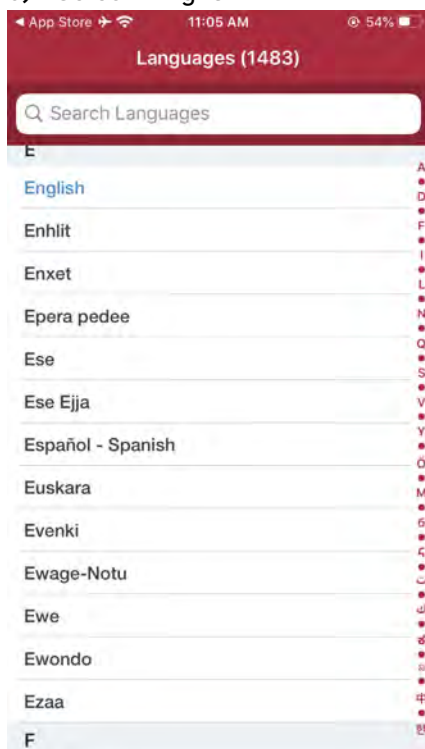 App Store
11:05 AM
54%
Languages (1483)
Search Languages
E
English
Enhlit
Enxet
Epera pedee
Ese
Ese Ejja
Español - Spanish
Euskara
Evenki
Ewage-Notu
Ewe
Ewondo
Ezaa
F
A
D
F
I
L
N
Q
S
V
Y
Ö
M